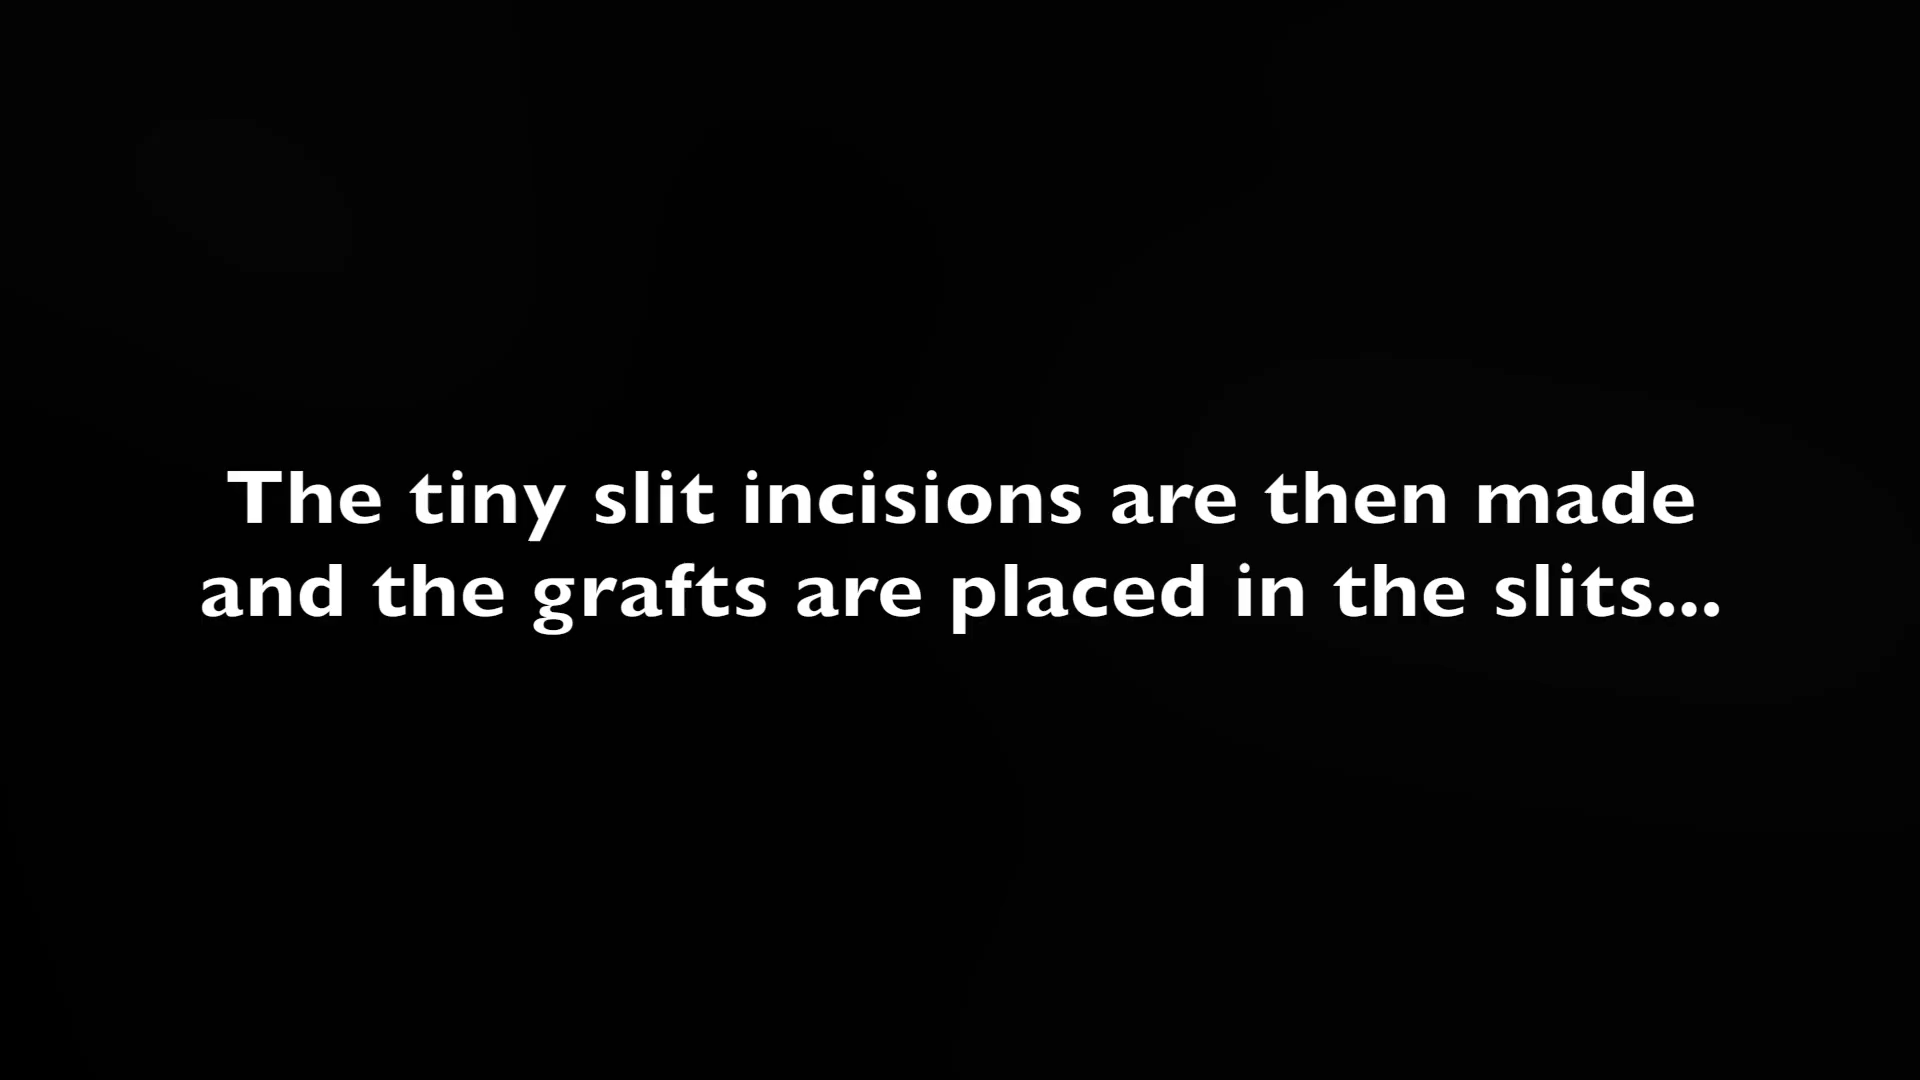 The tiny slit incisions are then made
and the grafts are placed in the slits...